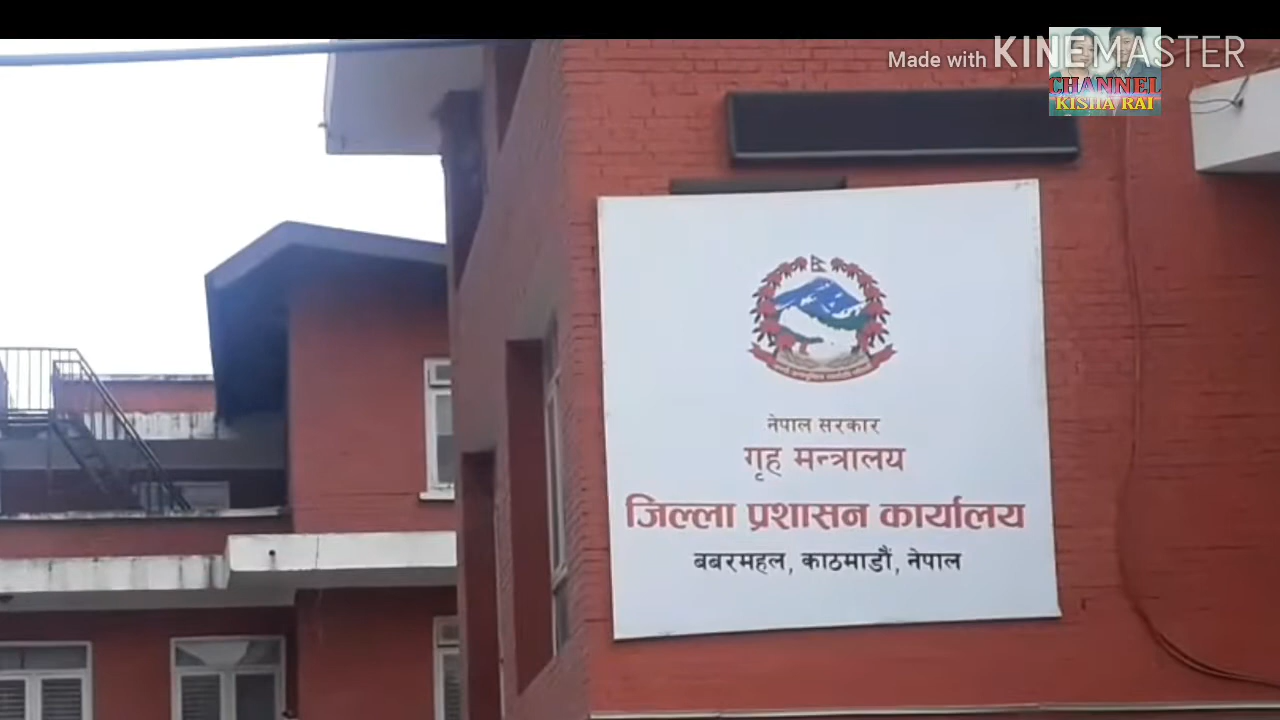 Made with KINEMASTER
CHANNEL
KISHA RAI
नेपाल सरकार
गृह मन्त्रालय
जिल्ला प्रशासन कार्यालय
बबरमहल, काठमाडौं, नेपाल